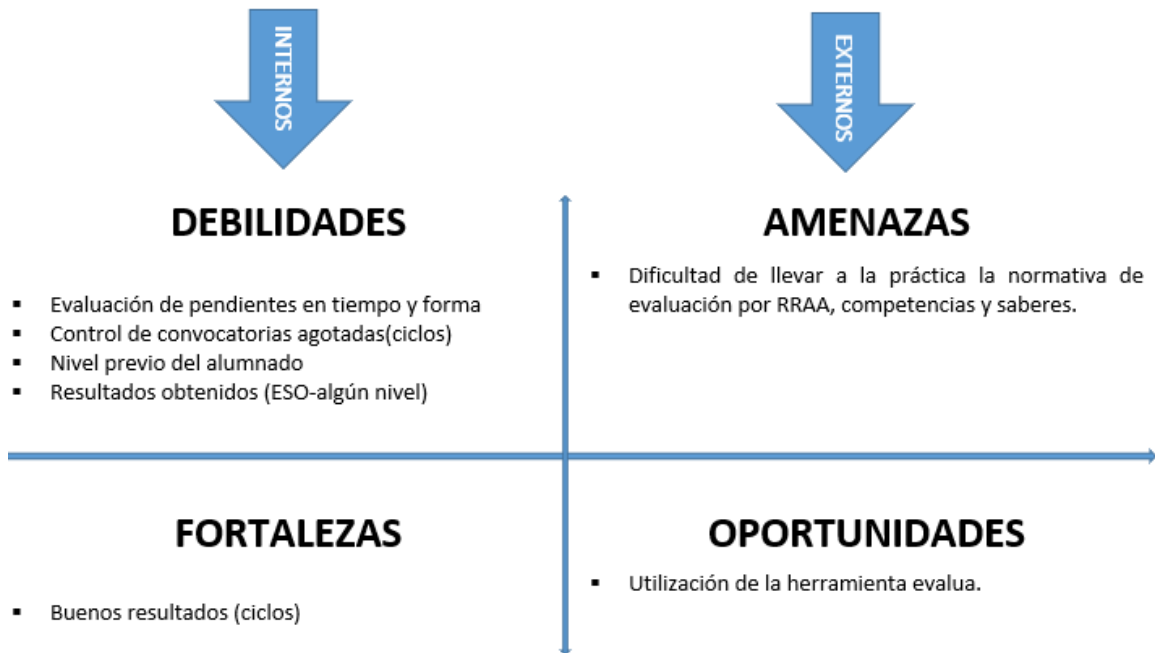 INTERNOS
EXTERNOS
DEBILIDADES
▪ Evaluación de pendientes en tiempo y forma
▪ Control de convocatorias agotadas(ciclos)
▪ Nivel previo del alumnado
▪ Resultados obtenidos (ESO-algún nivel)
AMENAZAS
▪ Dificultad de llevar a la práctica la normativa de
evaluación por RRAA, competencias y saberes.
FORTALEZAS
▪ Buenos resultados (ciclos)
OPORTUNIDADES
▪ Utilización de la herramienta evalua.